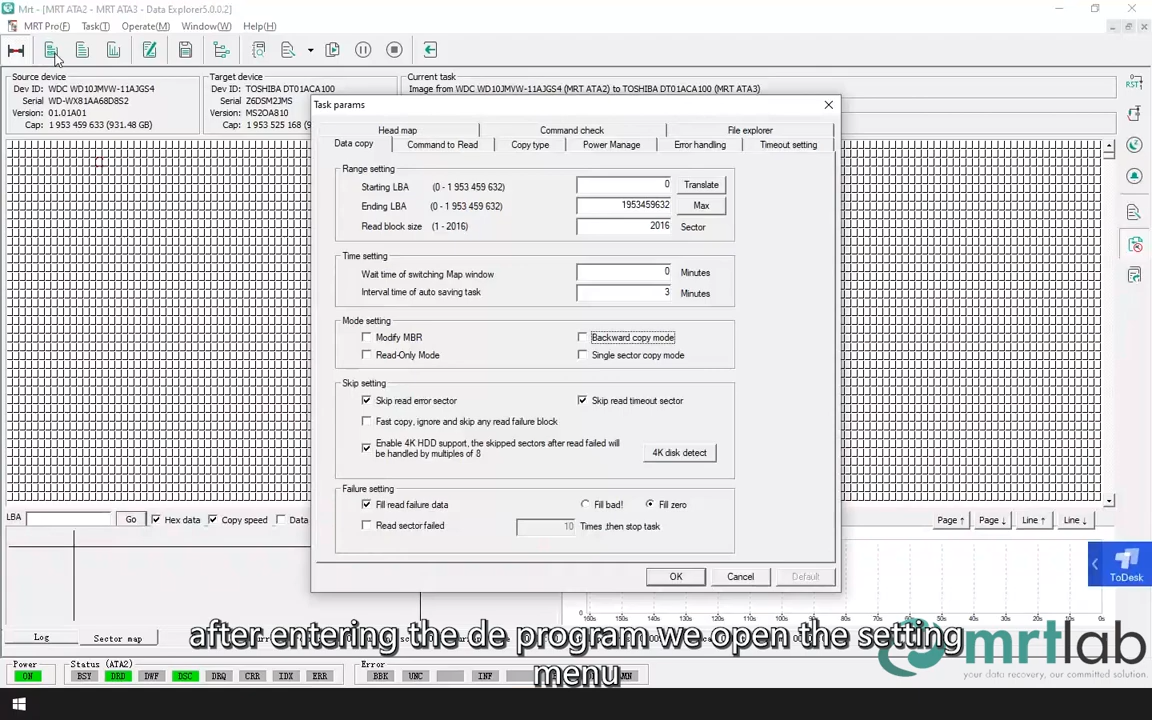 Mrt - [MRT ATA2 - MRT ATA3 - Data Explorer5.0.0.2]
MRT Pro(F) Task(T) Operate(M) Window(W) Help(H)
Source device
Dev ID: WDC WD10JMVW-11AJGS4
Serial WD-WX81AA68D8S2
Version: 01.01A01
Cap: 1 953 459 633 (931.48 GB)
Target device
Dev ID: TOSHIBA DT01ACA100
Serial Z6DSM2JMS
Version: MS2OA810
Cap: 1 953 525 168 (9
Current task
Image from WDC WD10JMVW-11AJGS4 (MRT ATA2) to TOSHIBA DT01ACA100 (MRT ATA3)
RST
Task params
Head map Command check File explorer
Data copy Command to Read Copy type Power Manage Error handling Timeout setting
Range setting
Starting LBA (0 - 1 953 459 632) 0 Translate
Ending LBA (0 - 1 953 459 632) 1953459632 Max
Read block size (1 - 2016) 2016 Sector
Time setting
Wait time of switching Map window 0 Minutes
Interval time of auto saving task 3 Minutes
Mode setting
Modify MBR Backward copy mode
Read-Only Mode Single sector copy mode
Skip setting
Skip read error sector Skip read timeout sector
Fast copy, ignore and skip any read failure block
Enable 4K HDD support, the skipped sectors after read failed will
be handled by multiples of 8 4K disk detect
Failure setting
Fill read failure data Fill bad! Fill zero
Read sector failed 10 Times ,then stop task
OK Cancel Default
LBA Go Hex data Copy speed Data
Page ↑ Page ↓ Line ↑ Line ↓
ToDesk
0
180s
Log Sector map
after entering the de program we open the setting
menu
mrtlab
your data recovery, our committed solution.
Power
ON
Status (ATA2)
BSY DRD DWF DSC DRQ CRR IDX ERR
Error
BBK UNC INF